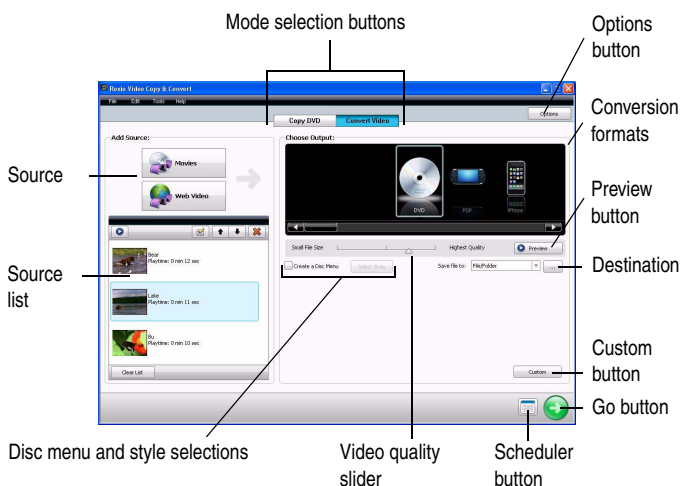 Mode selection buttons
Options
button
Roxio Video Copy & Convert
File Edit Tools Help
Options
Copy DVD Convert Video
Conversion
formats
Add Source:
Choose Output:
Movies
Source
Web Video
DVD PSP iPhone
Preview
button
Small File Size Highest Quality Preview
Create a Disc Menu Select Style Save file to: File/Folder ...
Destination
Source
list
Bear
Playtime: 0 min 12 sec
Lake
Playtime: 0 min 11 sec
Bu
Playtime: 0 min 10 sec
Clear List
Custom
Custom
button
Go button
Disc menu and style selections
Video quality
slider
Scheduler
button